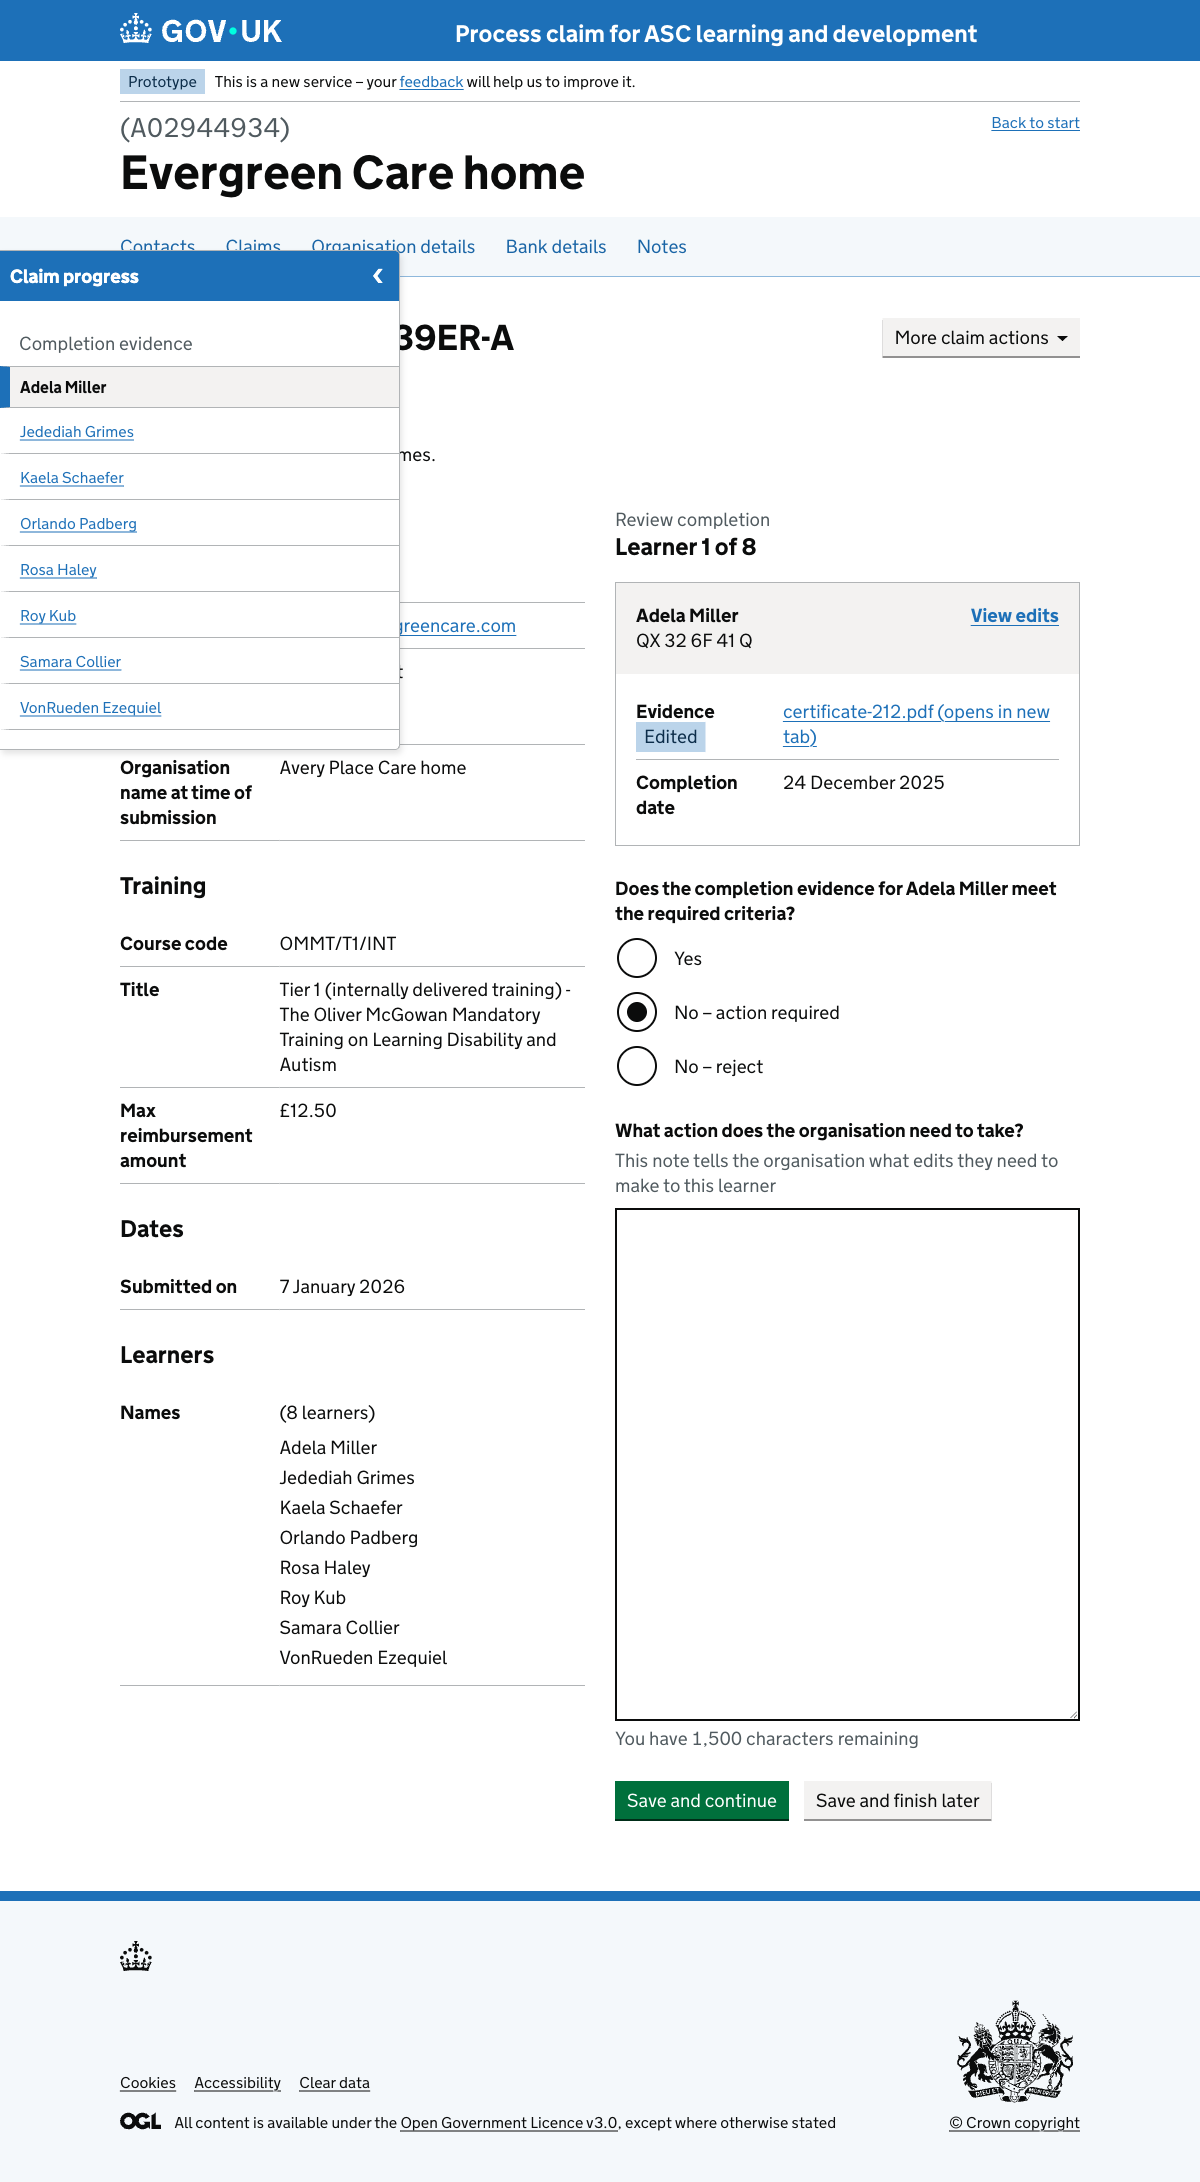 GOV·UK
Process claim for ASC learning and development
Prototype
This is a new service – your feedback will help us to improve it.
(A02944934)
Back to start
Evergreen Care home
Contacts
Claims
Organisation details
Bank details
Notes
Claim progress
Completion evidence
Adela Miller
Jedediah Grimes
Kaela Schaefer
Orlando Padberg
Rosa Haley
Roy Kub
Samara Collier
VonRueden Ezequiel
39ER-A
More claim actions
mes.
greencare.com
Organisation
name at time of
submission
Avery Place Care home
Training
Course code
OMMT/T1/INT
Title
Tier 1 (internally delivered training) -
The Oliver McGowan Mandatory
Training on Learning Disability and
Autism
Max
reimbursement
amount
£12.50
Dates
Submitted on
7 January 2026
Learners
Names
(8 learners)
Adela Miller
Jedediah Grimes
Kaela Schaefer
Orlando Padberg
Rosa Haley
Roy Kub
Samara Collier
VonRueden Ezequiel
Review completion
Learner 1 of 8
Adela Miller
View edits
QX 32 6F 41 Q
Evidence
Edited
certificate-212.pdf (opens in new
tab)
Completion
date
24 December 2025
Does the completion evidence for Adela Miller meet
the required criteria?
Yes
No – action required
No – reject
What action does the organisation need to take?
This note tells the organisation what edits they need to
make to this learner
You have 1,500 characters remaining
Save and continue
Save and finish later
Cookies
Accessibility
Clear data
OGL
All content is available under the Open Government Licence v3.0, except where otherwise stated
© Crown copyright